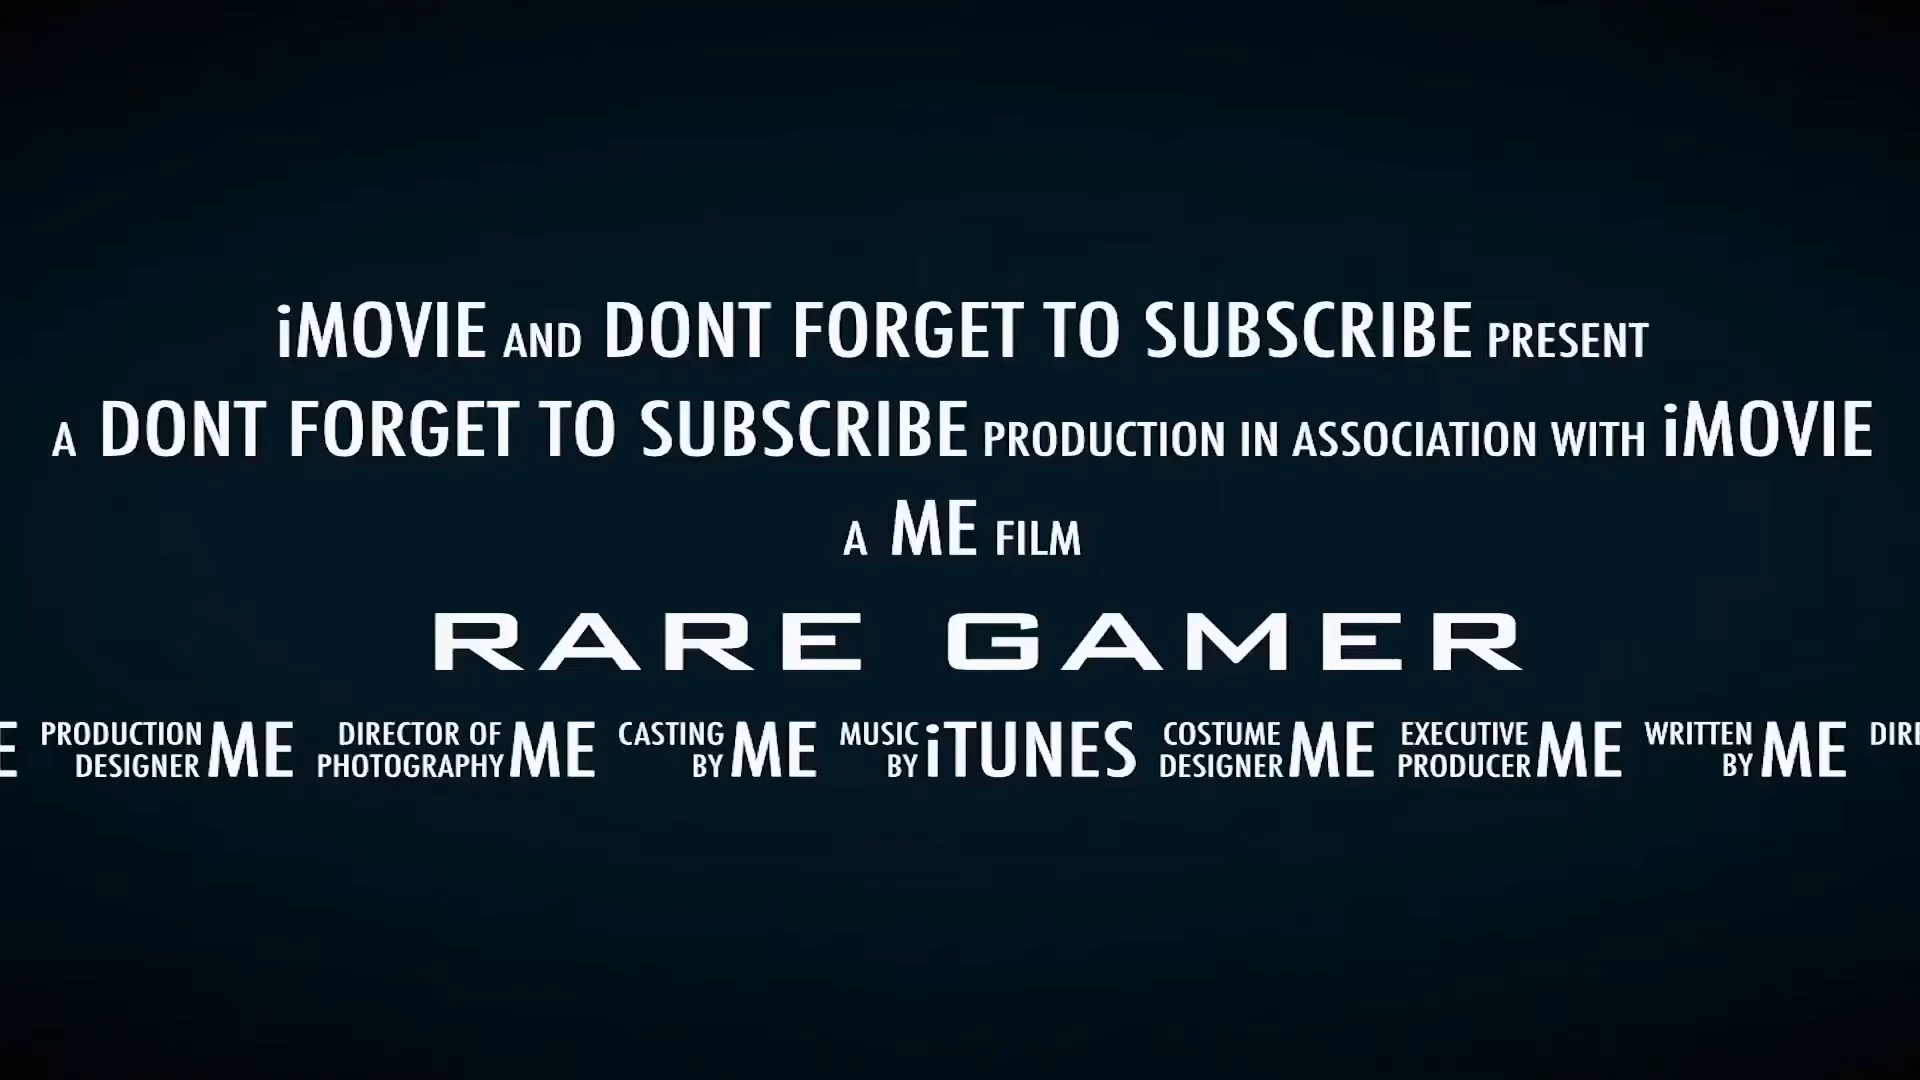 iMOVIE AND DONT FORGET TO SUBSCRIBE PRESENT
A DONT FORGET TO SUBSCRIBE PRODUCTION IN ASSOCIATION WITH iMOVIE
A ME FILM
RARE GAMER
PRODUCTION DESIGNER ME DIRECTOR OF PHOTOGRAPHY ME CASTING BY ME MUSIC BY iTUNES COSTUME DESIGNER ME EXECUTIVE PRODUCER ME WRITTEN BY ME